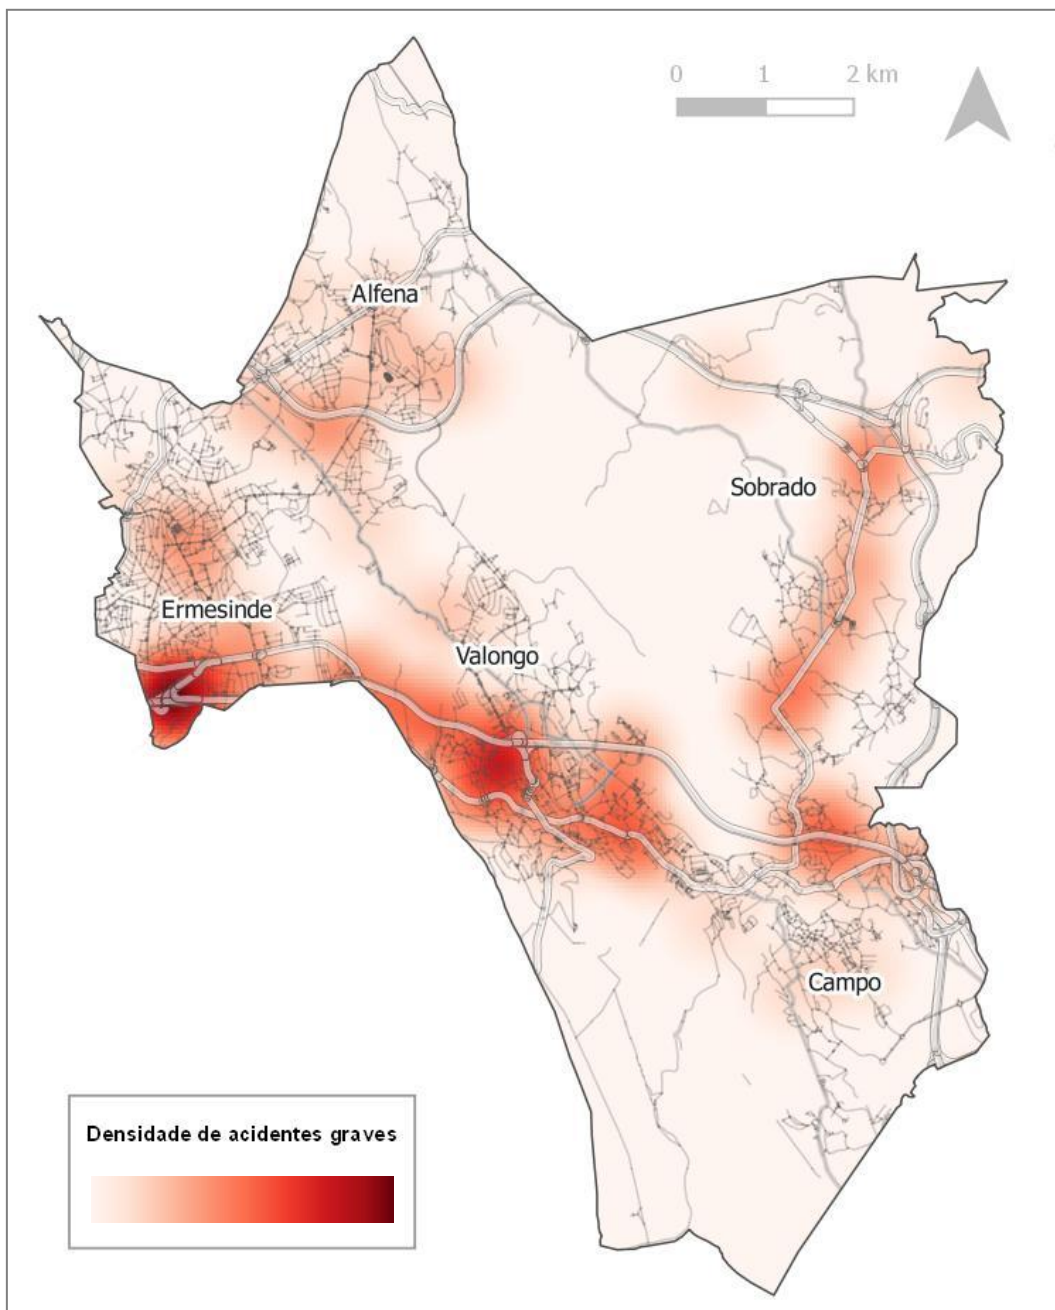 0 1 2 km
Alfena
Sobrado
Ermesinde
Valongo
Campo
Densidade de acidentes graves